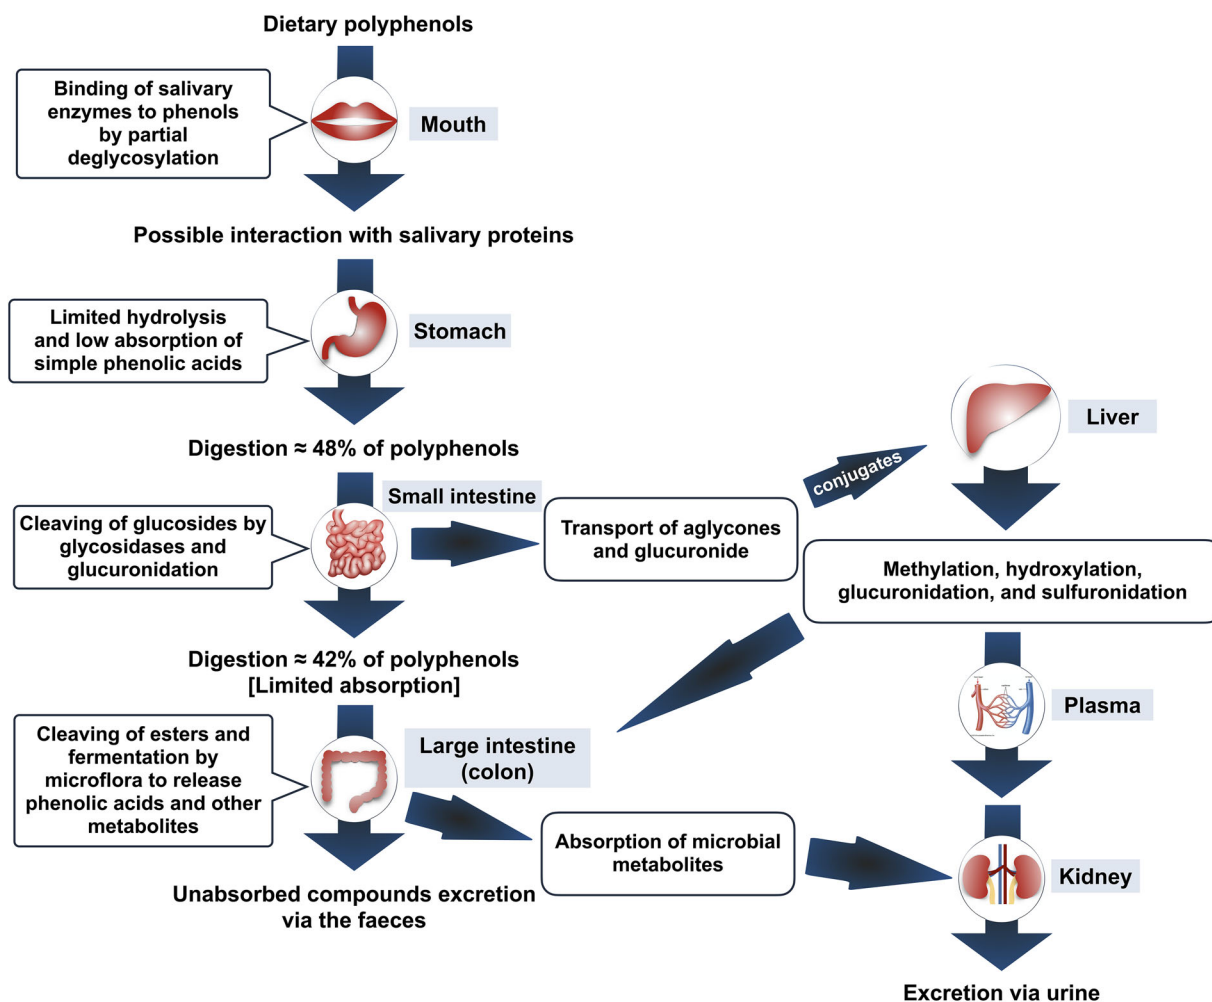 Dietary polyphenols
Binding of salivary
enzymes to phenols
by partial
deglycosylation
Mouth
Possible interaction with salivary proteins
Limited hydrolysis
and low absorption of
simple phenolic acids
Stomach
Digestion ≈ 48% of polyphenols
Cleaving of glucosides by
glycosidases and
glucuronidation
Small intestine
Transport of aglycones
and glucuronide
conjugates
Liver
Methylation, hydroxylation,
glucuronidation, and sulfuronidation
Digestion ≈ 42% of polyphenols
[Limited absorption]
Plasma
Cleaving of esters and
fermentation by
microflora to release
phenolic acids and other
metabolites
Large intestine
(colon)
Absorption of microbial
metabolites
Kidney
Unabsorbed compounds excretion
via the faeces
Excretion via urine